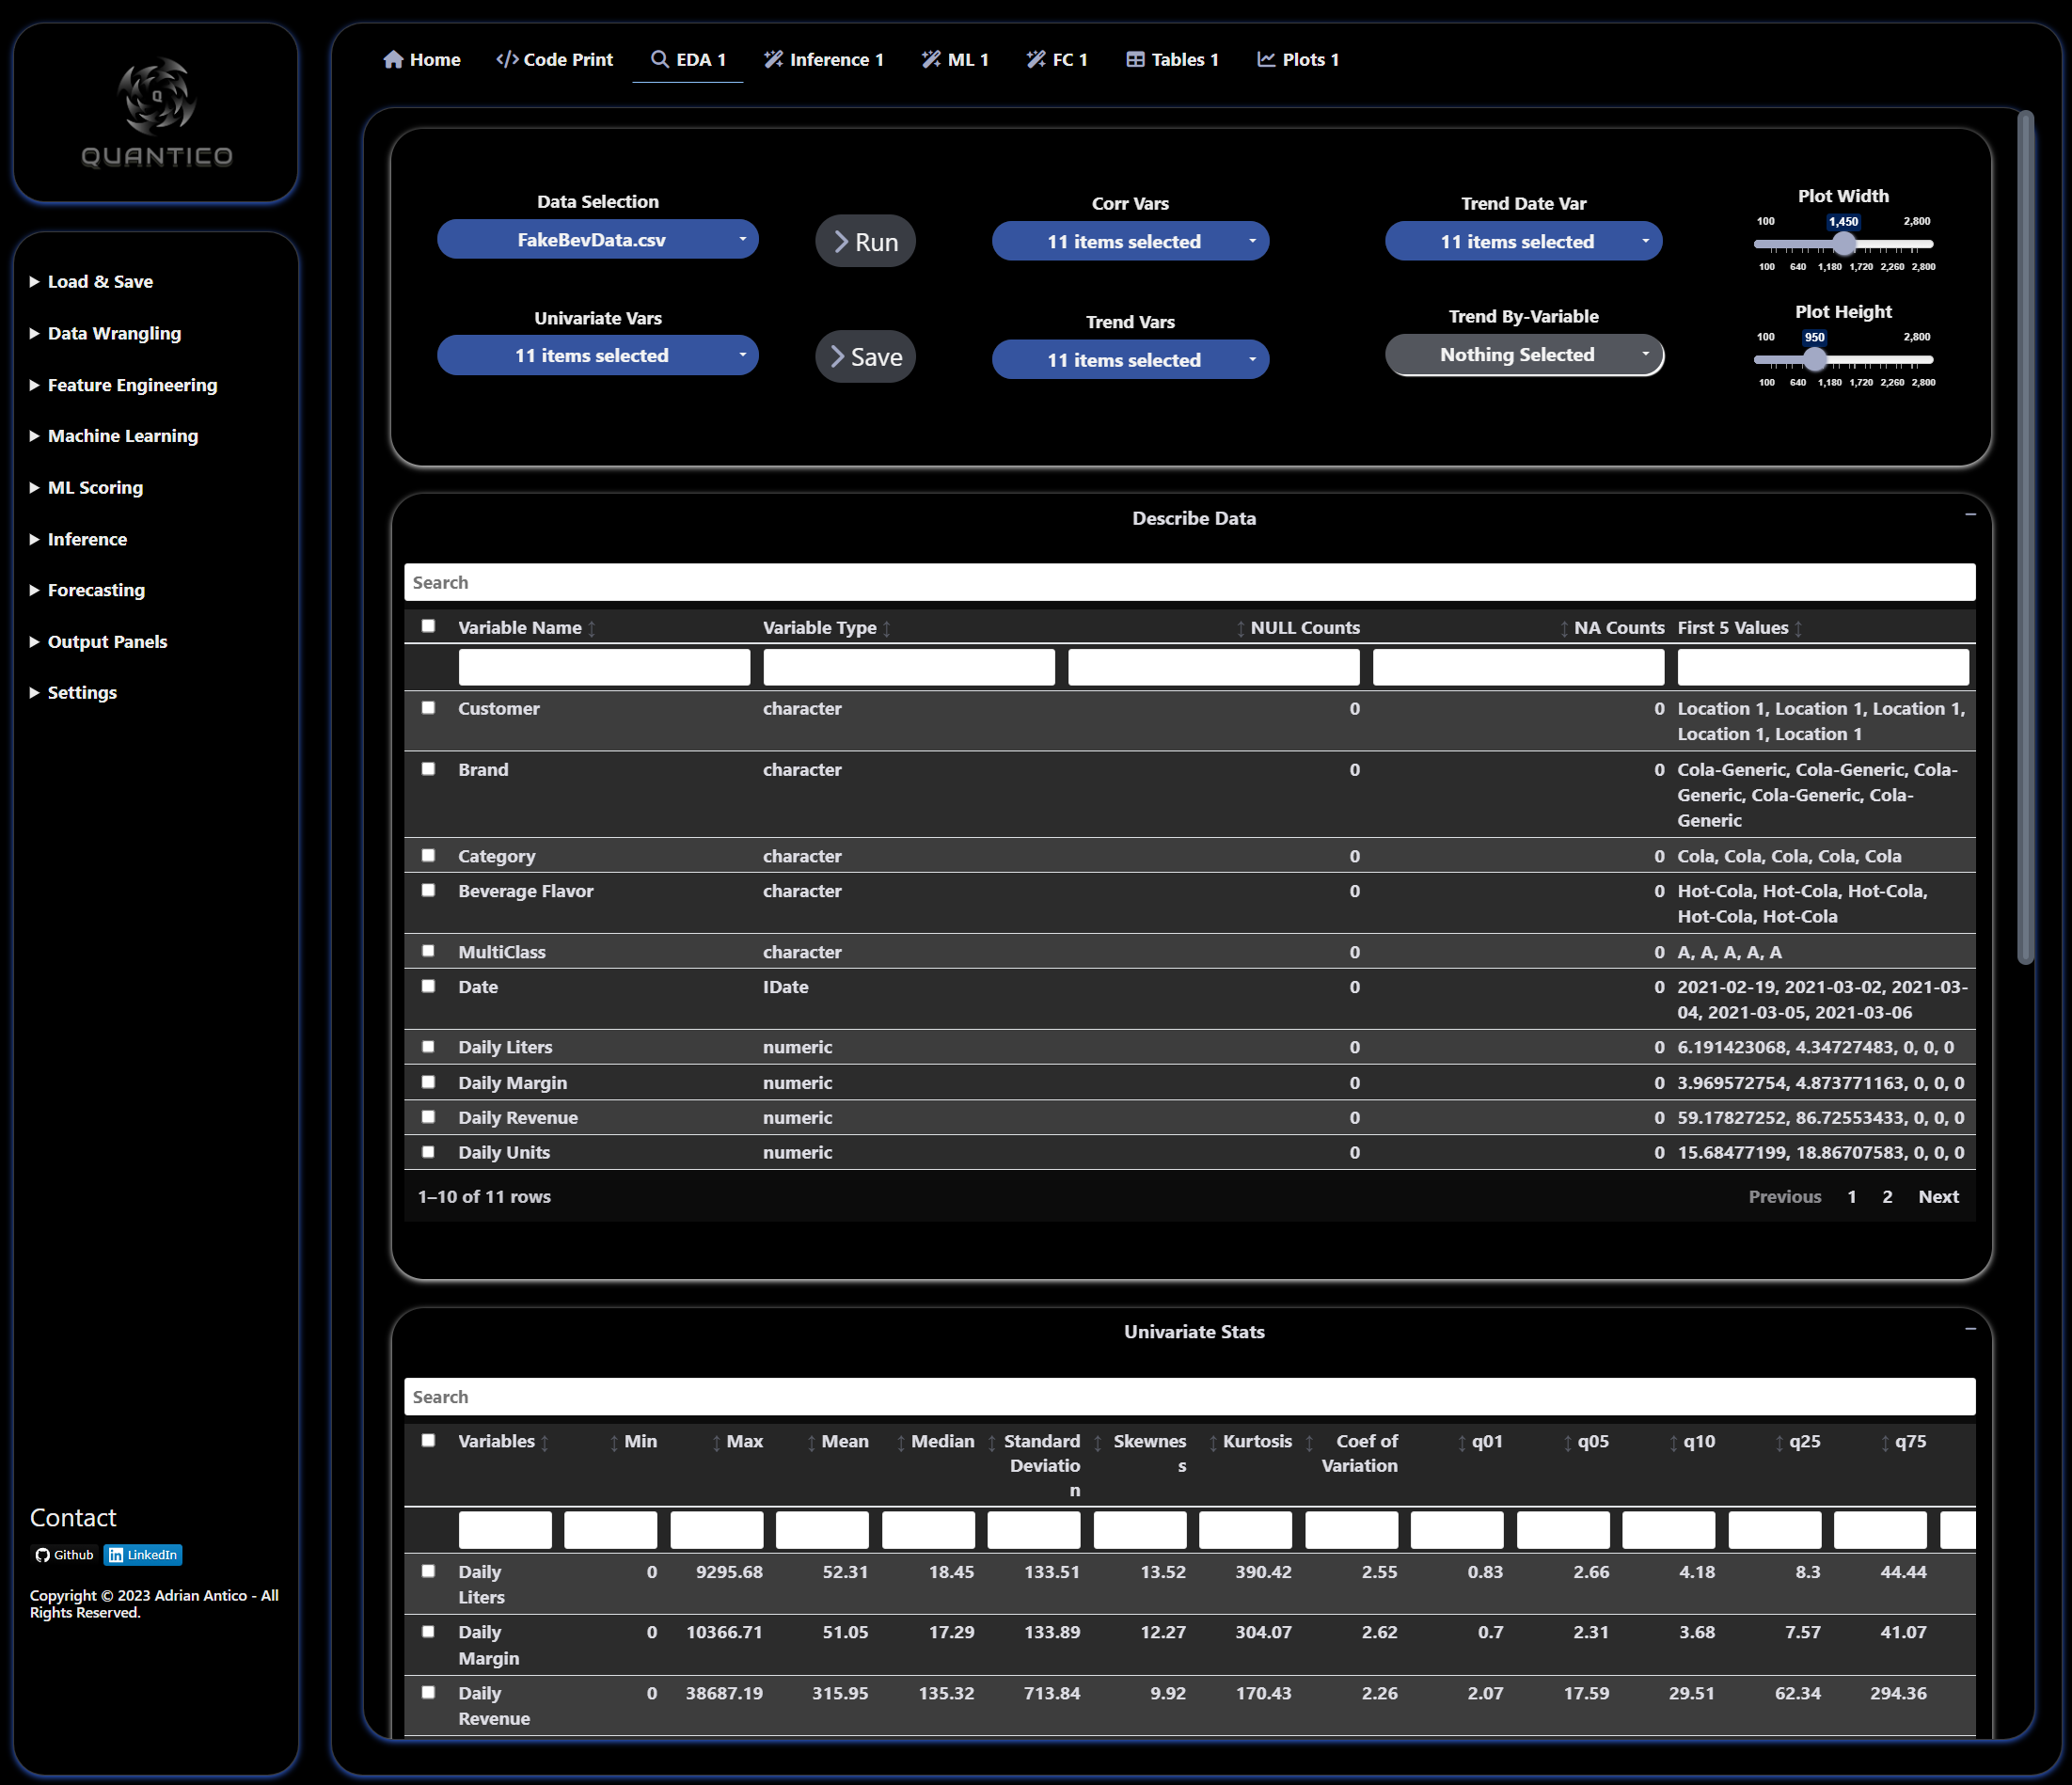 Q
QUANTICO
Load & Save
Data Wrangling
Feature Engineering
Machine Learning
ML Scoring
Inference
Forecasting
Output Panels
Settings
Contact
Github
LinkedIn
Copyright © 2023 Adrian Antico - All
Rights Reserved.
Home
Code Print
EDA 1
Inference 1
ML 1
FC 1
Tables 1
Plots 1
Data Selection
FakeBevData.csv
Run
Corr Vars
11 items selected
Trend Date Var
11 items selected
Plot Width
100 1,450 2,800
100 640 1,180 1,720 2,260 2,800
Univariate Vars
11 items selected
Save
Trend Vars
11 items selected
Trend By-Variable
Nothing Selected
Plot Height
100 950 2,800
100 640 1,180 1,720 2,260 2,800
Describe Data
Search
Variable Name Variable Type NULL Counts NA Counts First 5 Values
Customer character 0 0 Location 1, Location 1, Location 1,
Location 1, Location 1
Brand character 0 0 Cola-Generic, Cola-Generic, Cola-
Generic, Cola-Generic, Cola-
Generic
Category character 0 0 Cola, Cola, Cola, Cola, Cola
Beverage Flavor character 0 0 Hot-Cola, Hot-Cola, Hot-Cola,
Hot-Cola, Hot-Cola
MultiClass character 0 0 A, A, A, A, A
Date IDate 0 0 2021-02-19, 2021-03-02, 2021-03-
04, 2021-03-05, 2021-03-06
Daily Liters numeric 0 0 6.191423068, 4.34727483, 0, 0, 0
Daily Margin numeric 0 0 3.969572754, 4.873771163, 0, 0, 0
Daily Revenue numeric 0 0 59.17827252, 86.72553433, 0, 0, 0
Daily Units numeric 0 0 15.68477199, 18.86707583, 0, 0, 0
1–10 of 11 rows Previous 1 2 Next
Univariate Stats
Search
Variables Min Max Mean Median Standard Skewnes Kurtosis Coef of q01 q05 q10 q25 q75
Deviatio s Variation
n
Daily 0 9295.68 52.31 18.45 133.51 13.52 390.42 2.55 0.83 2.66 4.18 8.3 44.44
Liters
Daily 0 10366.71 51.05 17.29 133.89 12.27 304.07 2.62 0.7 2.31 3.68 7.57 41.07
Margin
Daily 0 38687.19 315.95 135.32 713.84 9.92 170.43 2.26 2.07 17.59 29.51 62.34 294.36
Revenue